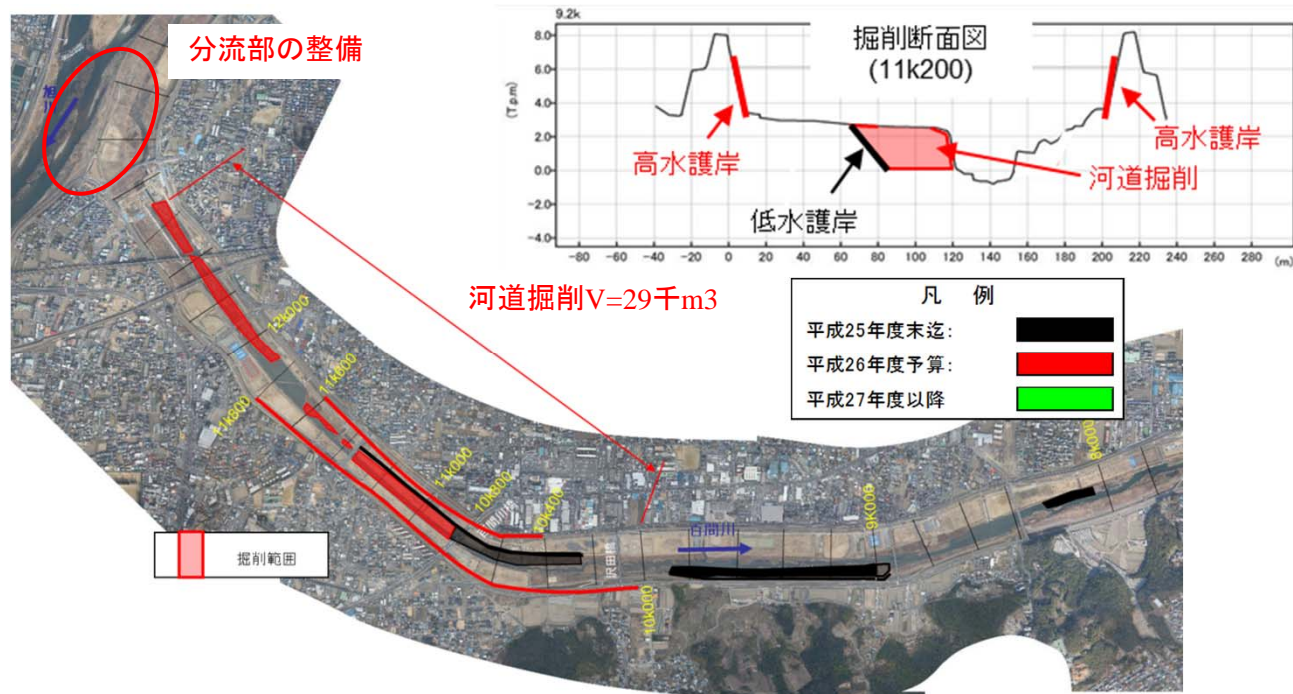 分流部の整備
旭川
9.2k
掘削断面図
(11k200)
(T.p.m)
8.0
6.0
4.0
2.0
0.0
-2.0
-4.0
高水護岸
高水護岸
河道掘削
低水護岸
-80 -60 -40 -20 0 20 40 60 80 100 120 140 160 180 200 220 240 260 280 (m)
河道掘削V=29千m3
凡 例
平成25年度末迄:
平成26年度予算:
平成27年度以降
12k000
11k600
11k800
11k000
10k800
10k400
沢田橋
百間川
10k000
9k000
8k000
掘削範囲